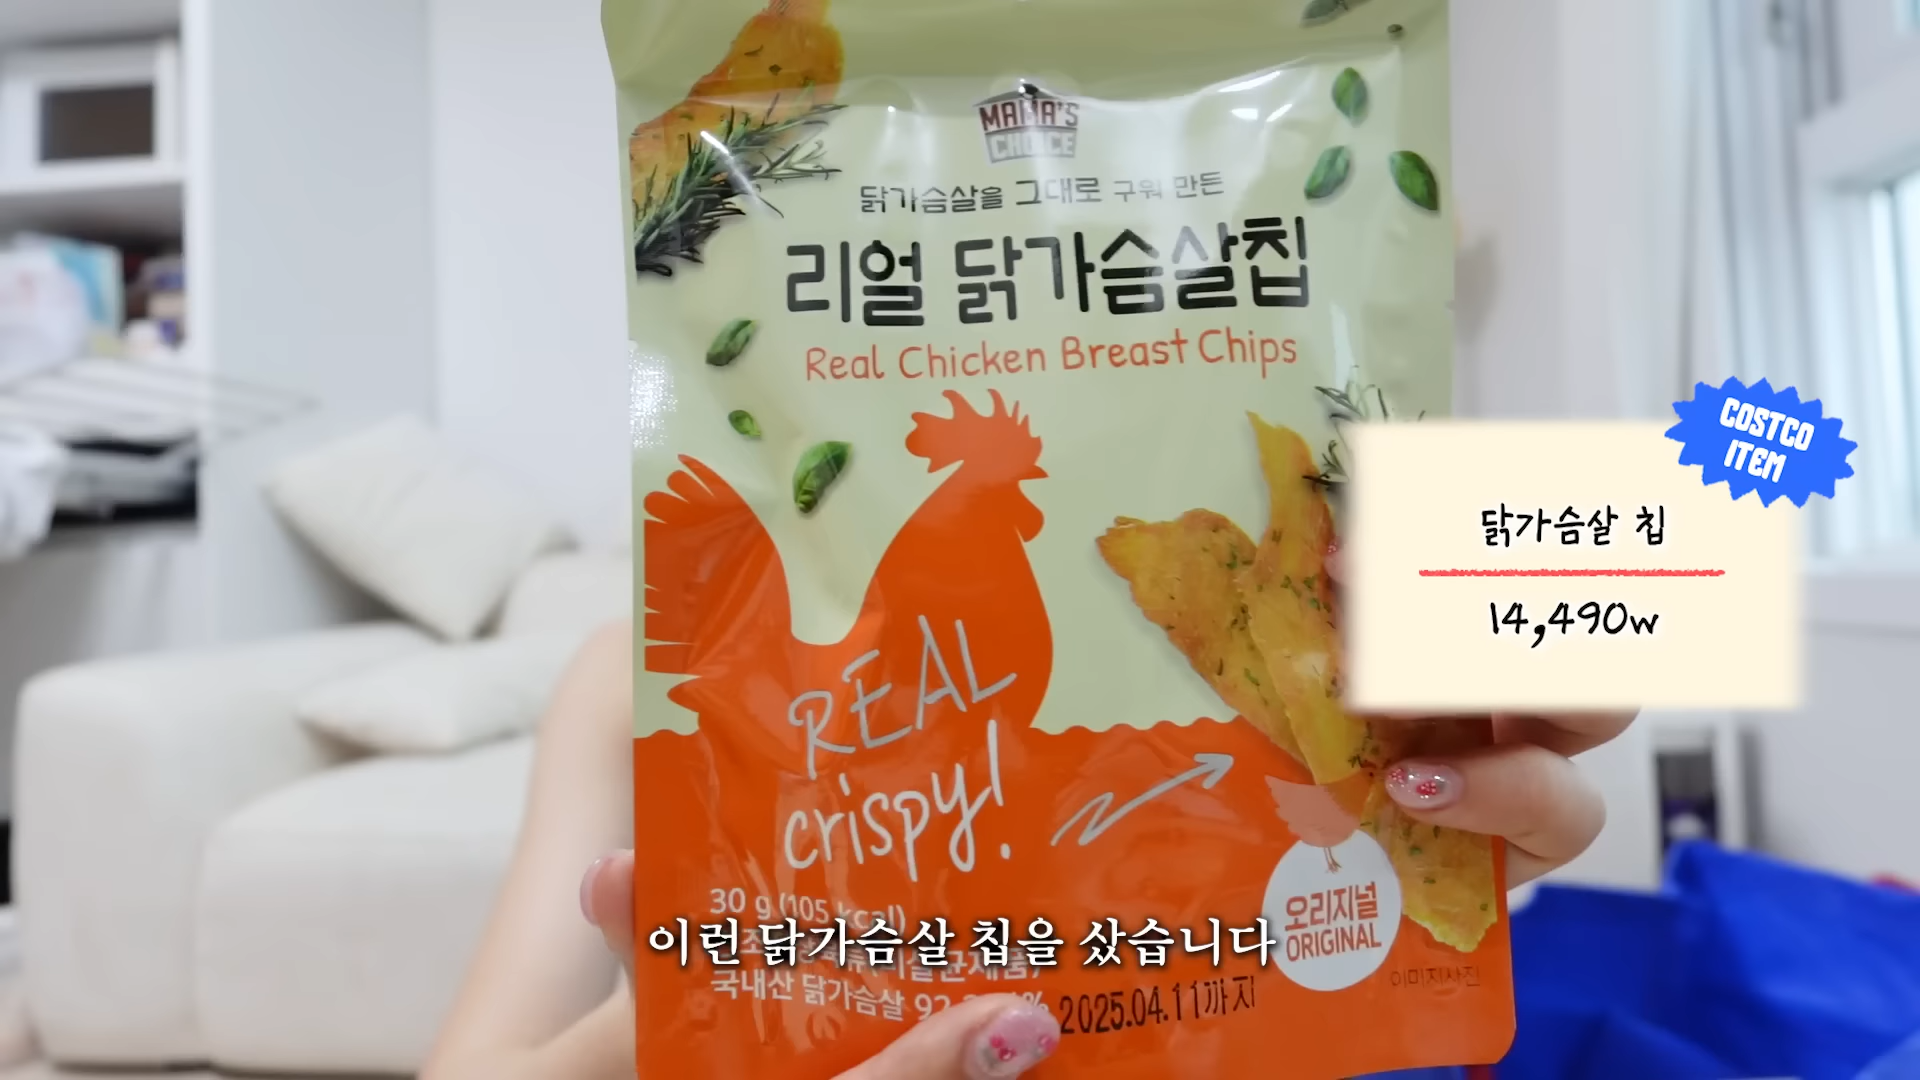 MAMA'S
CHOICE
닭가슴살을 그대로 구워 만든
리얼 닭가슴살칩
Real Chicken Breast Chips
COSTCO
ITEM
닭가슴살 칩
14,490w
REAL
crispy!
30 g (105 kcal)
국내산 닭가슴살
2025.04.11까지
오리지널
ORIGINAL
이미지사진
이런 닭가슴살 칩을 샀습니다